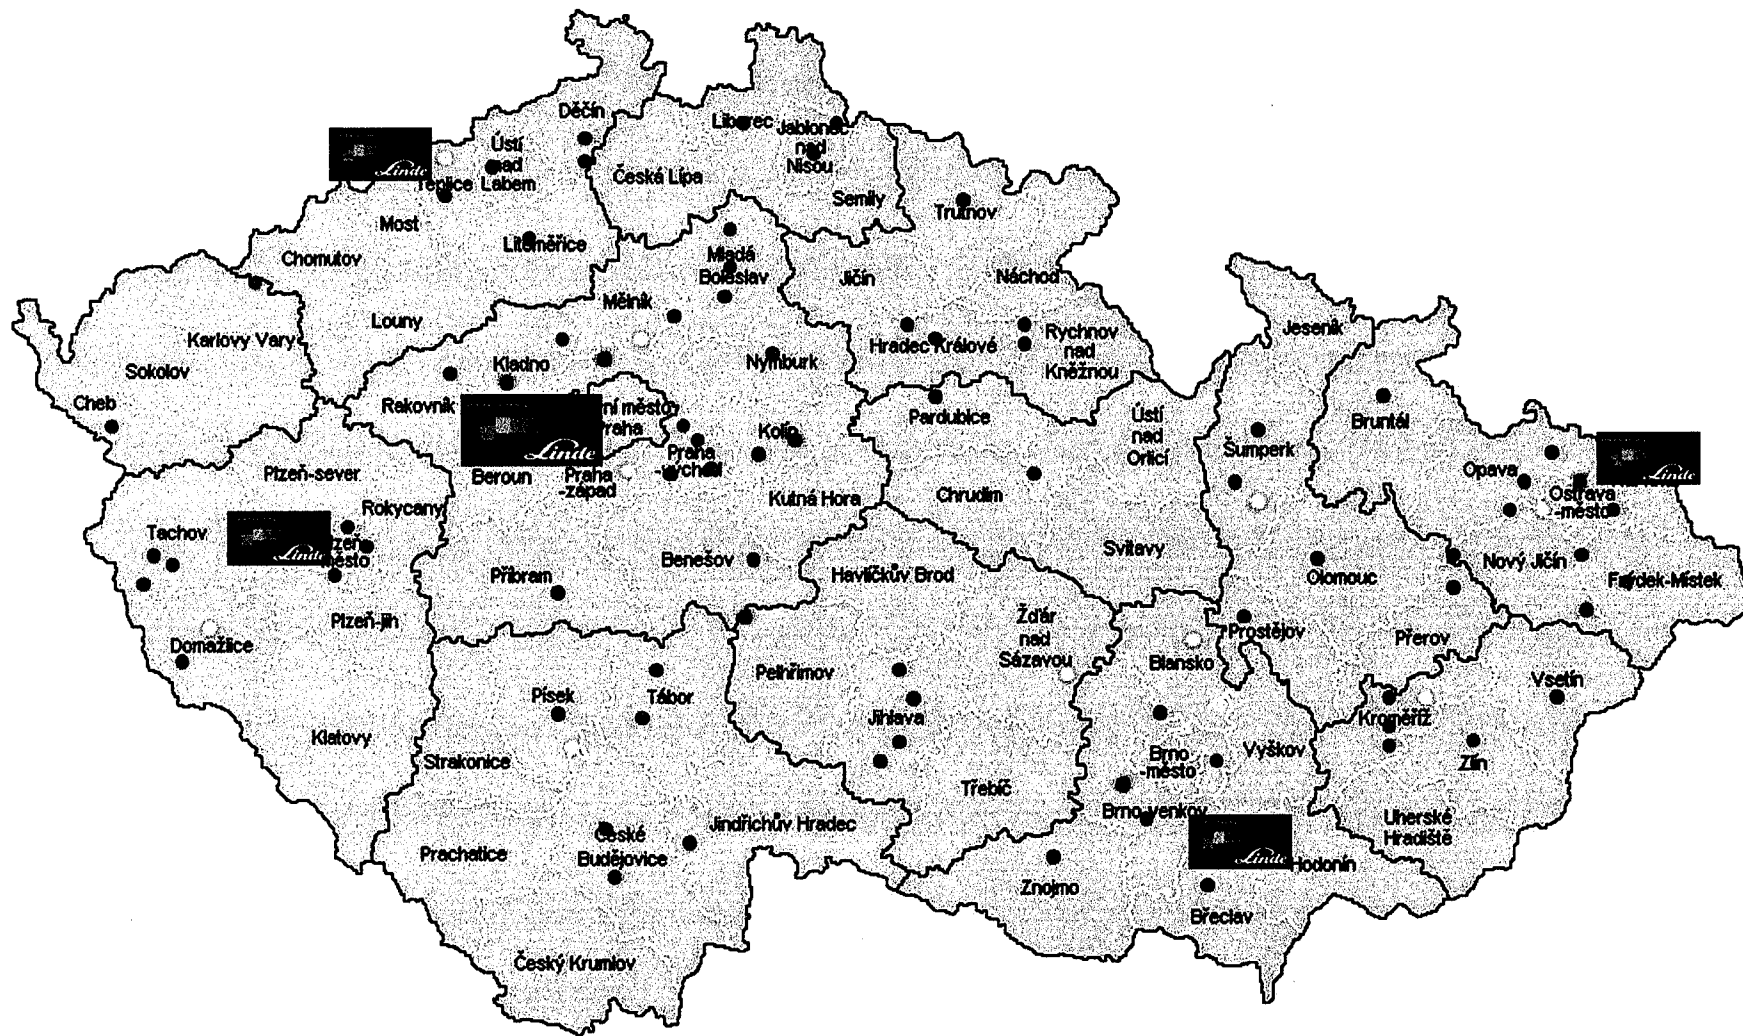 Děčín
Liberec
Jablonec
nad
Nisou
Ústí
nad
Labem
Linde
Teplice
Česká Lípa
Semily
Trutnov
Most
Litoměřice
Chomutov
Mladá
Boleslav
Jičín
Náchod
Mělník
Louny
Karlovy Vary
Jeseník
Rychnov
nad
Kněžnou
Hradec Králové
Nymburk
Kladno
Sokolov
Cheb
Rakovník
Linde
Praha
Kolín
Pardubice
Ústí
nad
Orlicí
Bruntál
Šumperk
Praha
-východ
Linde
Beroun
Praha
-západ
Plzeň-sever
Opava
Ostrava
-město
Kutná Hora
Chrudim
Rokycany
Tachov
Linde
Svitavy
Benešov
Havlíčkův Brod
Olomouc
Nový Jičín
Frýdek-Místek
Příbram
Plzeň-jih
Žďár
nad
Sázavou
Prostějov
Přerov
Domažlice
Blansko
Pelhřimov
Písek
Tábor
Vsetín
Jihlava
Kroměříž
Klatovy
Strakonice
Brno
-město
Vyškov
Zlín
Třebíč
Brno-venkov
Uherské
Hradiště
Jindřichův Hradec
České
Budějovice
Prachatice
Linde
Hodonín
Znojmo
Břeclav
Český Krumlov